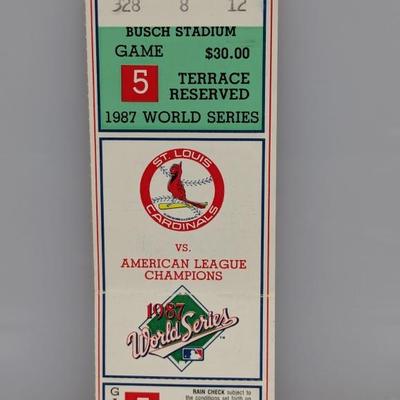 328 8 12
BUSCH STADIUM
GAME $30.00
5 TERRACE
RESERVED
1987 WORLD SERIES
ST. LOUIS
CARDINALS
VS.
AMERICAN LEAGUE
CHAMPIONS
1987
World Series
RAIN CHECK subject to
the conditions set forth on